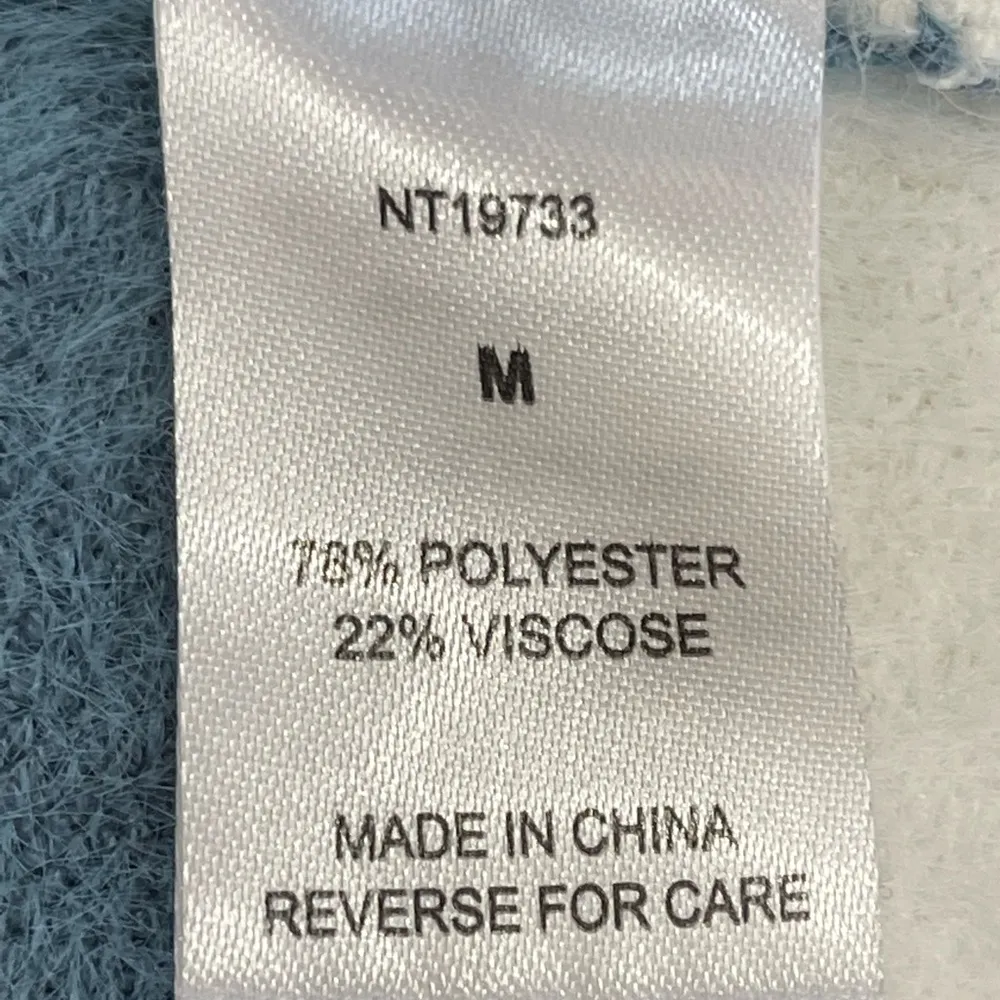 NT19733
M
78% POLYESTER
22% VISCOSE
MADE IN CHINA
REVERSE FOR CARE